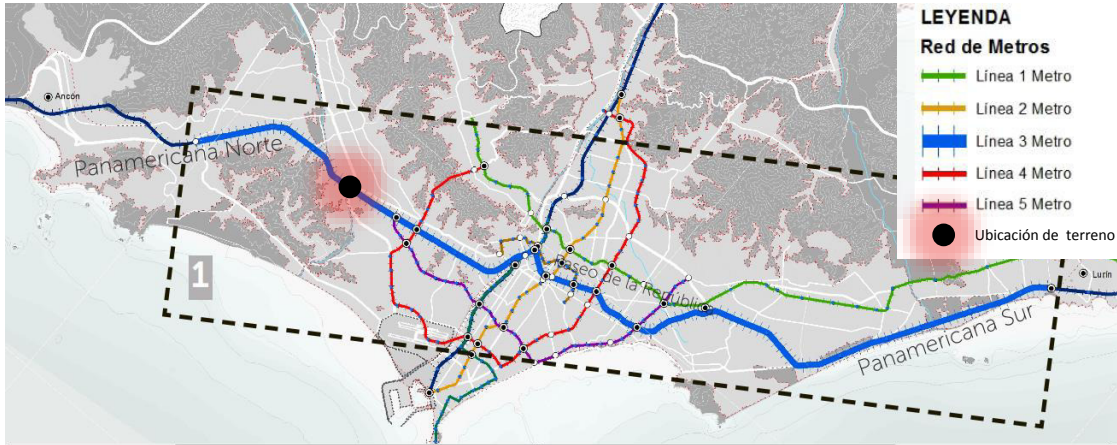 LEYENDA
Red de Metros
Línea 1 Metro
Línea 2 Metro
Línea 3 Metro
Línea 4 Metro
Línea 5 Metro
Ubicación de terreno
Ancón
Panamericana Norte
1
Paseo de la República
Panamericana Sur
Lurín